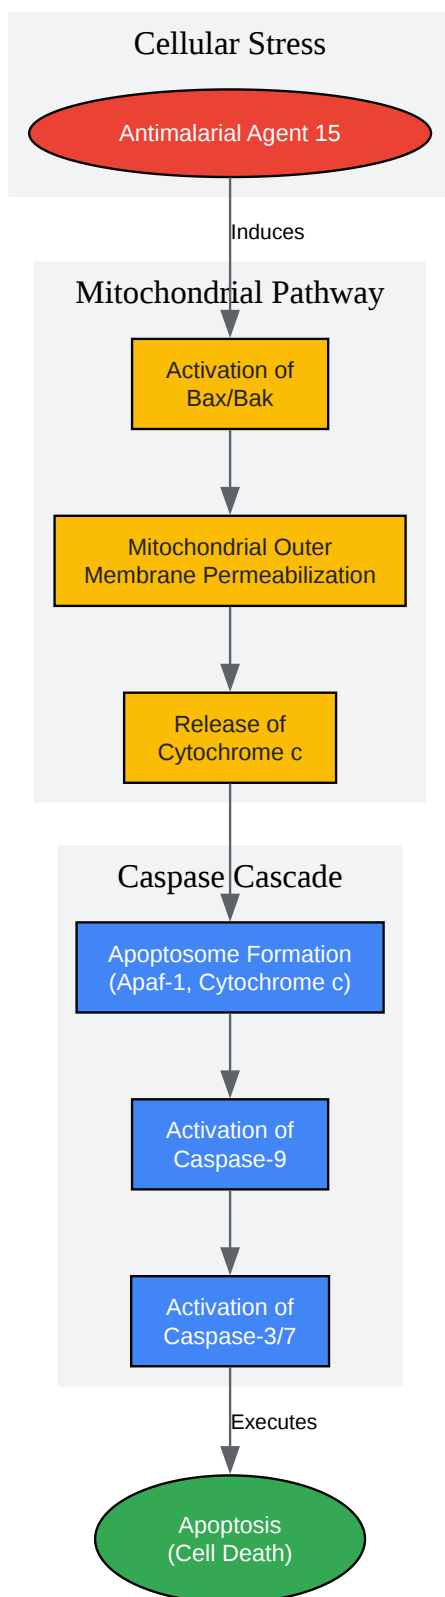 Cellular Stress
Antimalarial Agent 15
Induces
Mitochondrial Pathway
Activation of
Bax/Bak
Mitochondrial Outer
Membrane Permeabilization
Release of
Cytochrome c
Caspase Cascade
Apoptosome Formation
(Apaf-1, Cytochrome c)
Activation of
Caspase-9
Activation of
Caspase-3/7
Executes
Apoptosis
(Cell Death)